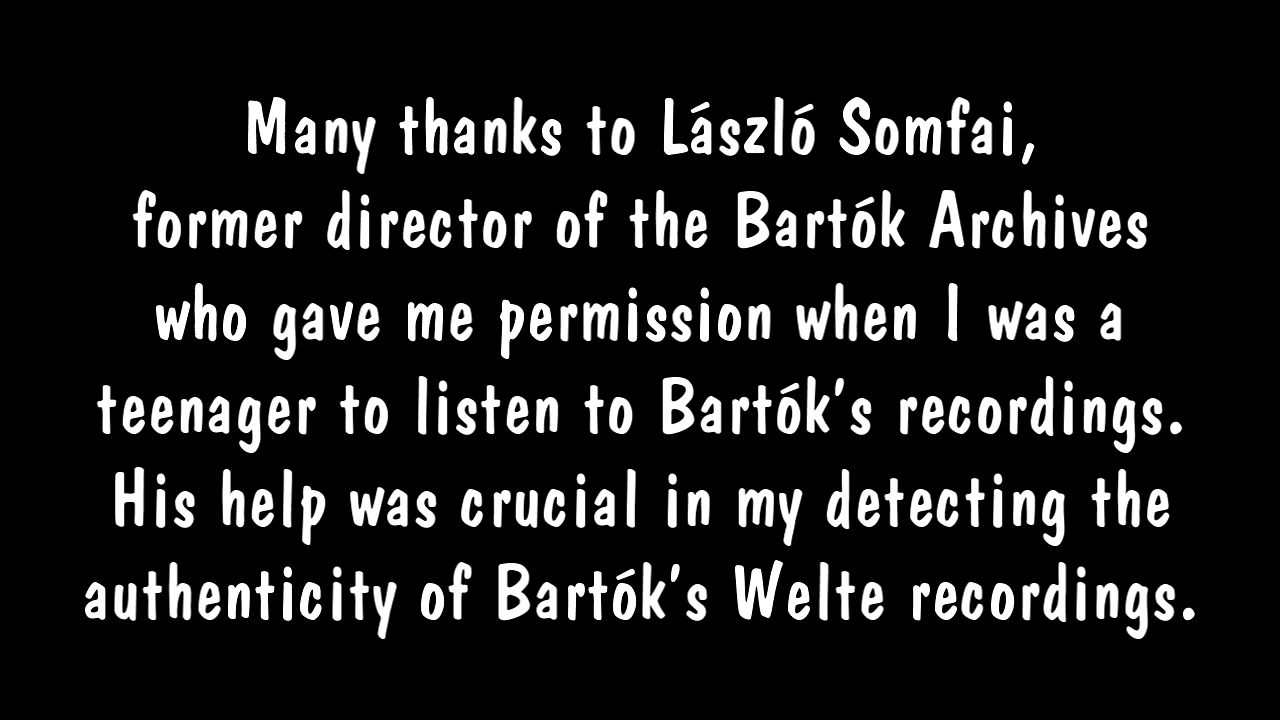 Many thanks to László Somfai,
former director of the Bartók Archives
who gave me permission when I was a
teenager to listen to Bartók's recordings.
His help was crucial in my detecting the
authenticity of Bartók's Welte recordings.